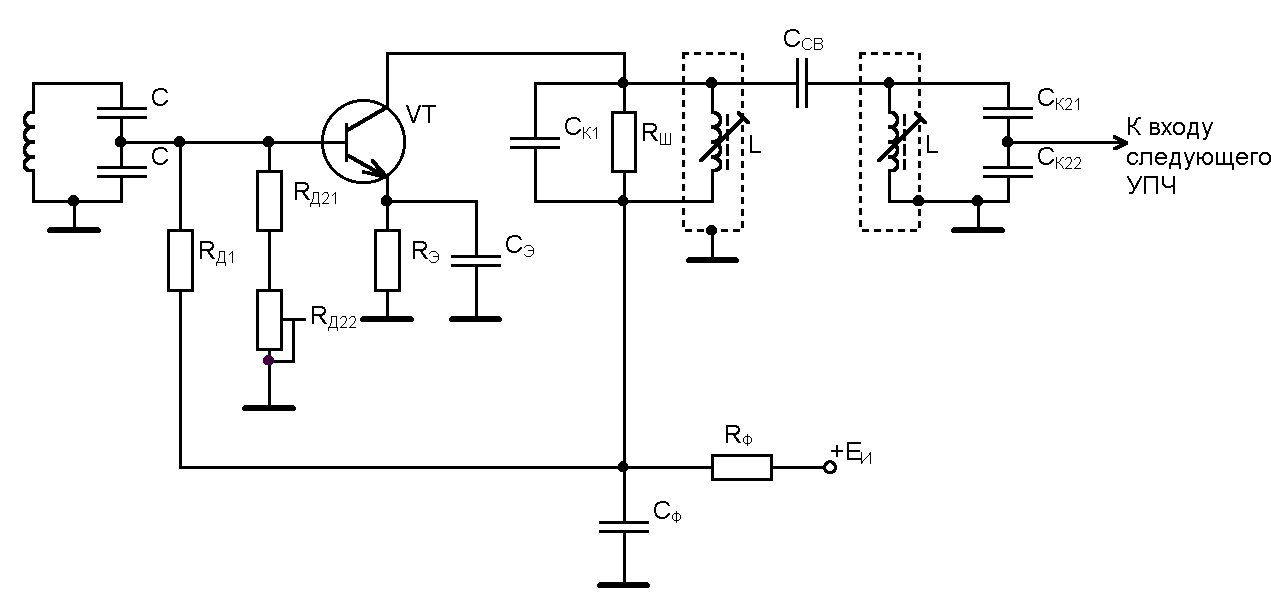 C_СВ
C
VT
C_К1
R_Ш
L
L
C_К21
К входу
следующего
УПЧ
C
C_К22
R_Д21
R_Д1
R_Э
C_Э
R_Д22
R_Ф
+E_И
C_Ф